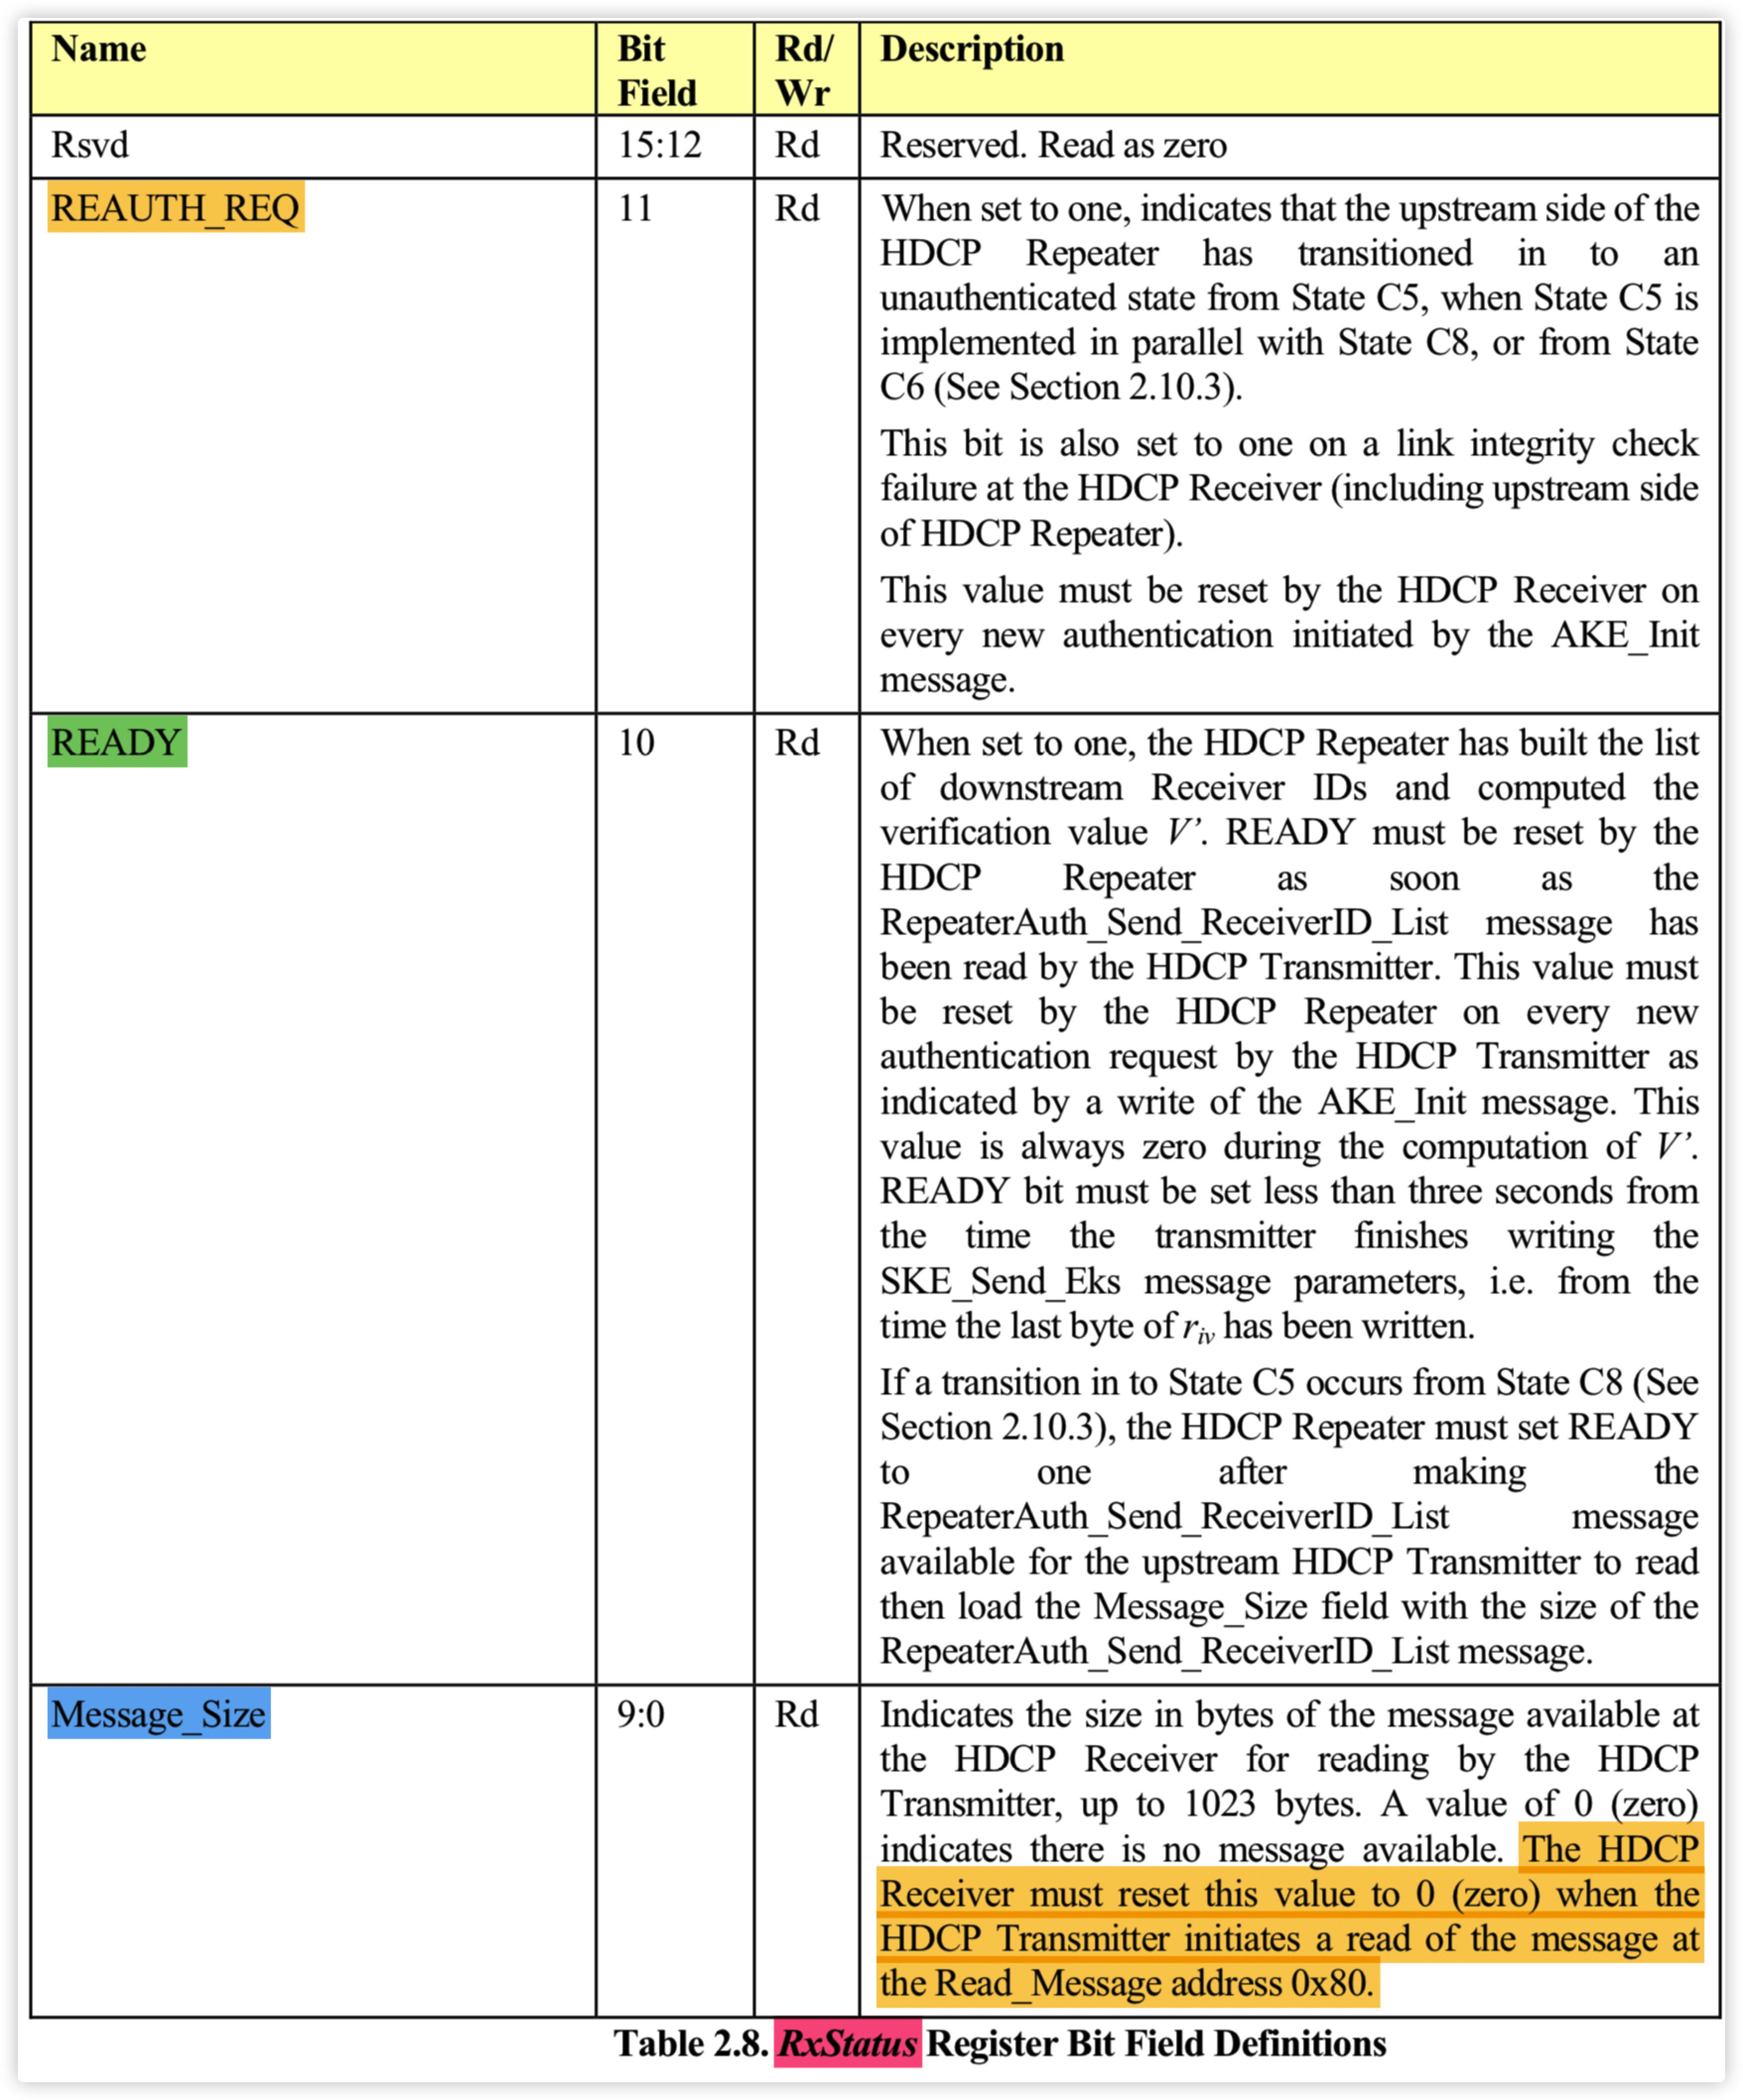 Name
Bit
Field
Rd/
Wr
Description
Rsvd
15:12
Rd
Reserved. Read as zero
REAUTH_REQ
11
Rd
When set to one, indicates that the upstream side of the
HDCP Repeater has transitioned in to an
unauthenticated state from State C5, when State C5 is
implemented in parallel with State C8, or from State
C6 (See Section 2.10.3).
This bit is also set to one on a link integrity check
failure at the HDCP Receiver (including upstream side
of HDCP Repeater).
This value must be reset by the HDCP Receiver on
every new authentication initiated by the AKE_Init
message.
READY
10
Rd
When set to one, the HDCP Repeater has built the list
of downstream Receiver IDs and computed the
verification value V’. READY must be reset by the
HDCP Repeater as soon as the
RepeaterAuth_Send_ReceiverID_List message has
been read by the HDCP Transmitter. This value must
be reset by the HDCP Repeater on every new
authentication request by the HDCP Transmitter as
indicated by a write of the AKE_Init message. This
value is always zero during the computation of V’.
READY bit must be set less than three seconds from
the time the transmitter finishes writing the
SKE_Send_Eks message parameters, i.e. from the
time the last byte of riv has been written.
If a transition in to State C5 occurs from State C8 (See
Section 2.10.3), the HDCP Repeater must set READY
to one after making the
RepeaterAuth_Send_ReceiverID_List message
available for the upstream HDCP Transmitter to read
then load the Message_Size field with the size of the
RepeaterAuth_Send_ReceiverID_List message.
Message_Size
9:0
Rd
Indicates the size in bytes of the message available at
the HDCP Receiver for reading by the HDCP
Transmitter, up to 1023 bytes. A value of 0 (zero)
indicates there is no message available. The HDCP
Receiver must reset this value to 0 (zero) when the
HDCP Transmitter initiates a read of the message at
the Read_Message address 0x80.
Table 2.8. RxStatus Register Bit Field Definitions